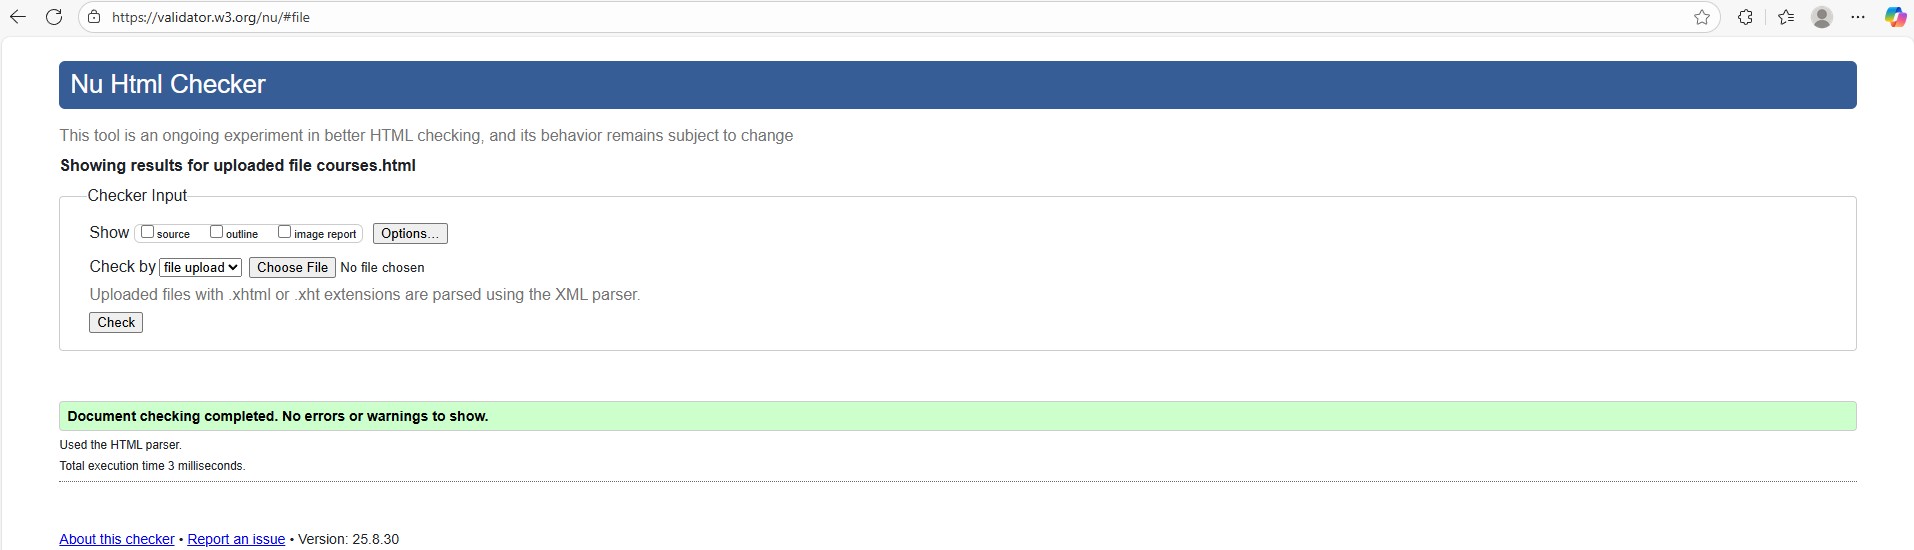 https://validator.w3.org/nu/#file
Nu Html Checker
This tool is an ongoing experiment in better HTML checking, and its behavior remains subject to change
Showing results for uploaded file courses.html
Checker Input
Show source outline image report Options...
Check by file upload Choose File No file chosen
Uploaded files with .xhtml or .xht extensions are parsed using the XML parser.
Check
Document checking completed. No errors or warnings to show.
Used the HTML parser.
Total execution time 3 milliseconds.
About this checker • Report an issue • Version: 25.8.30